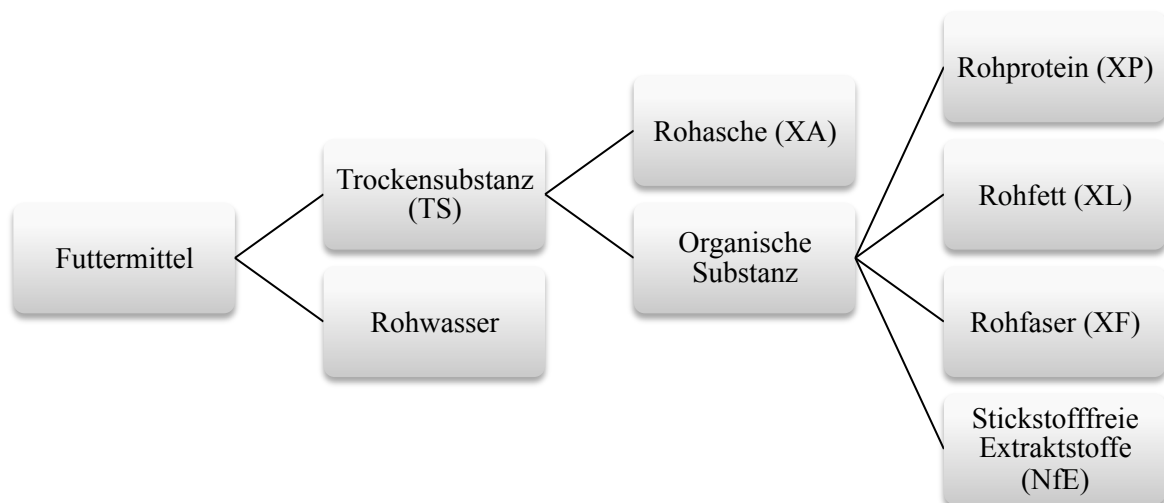 Futtermittel
Trockensubstanz
(TS)
Rohwasser
Rohasche (XA)
Organische
Substanz
Rohprotein (XP)
Rohfett (XL)
Rohfaser (XF)
Stickstofffreie
Extraktstoffe
(NfE)